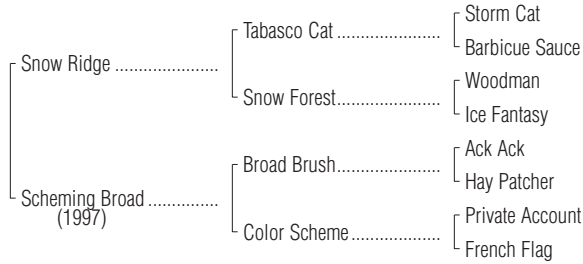 Storm Cat
Tabasco Cat ........................
Barbicue Sauce
Snow Ridge ........................
Woodman
Snow Forest........................
Ice Fantasy
Ack Ack
Broad Brush........................
Hay Patcher
Scheming Broad ................
(1997)
Private Account
Color Scheme .....................
French Flag